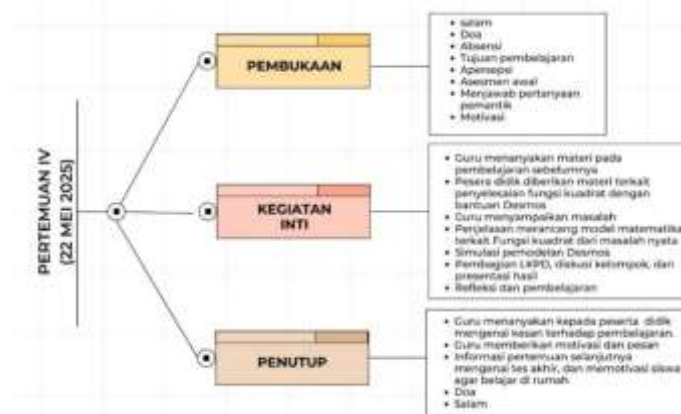 PERTEMUAN IV
(22 MEI 2025)
PEMBUKAAN
• salam
• Doa
• Absensi
• Tujuan pembelajaran
• Apersepsi
• Asesmen awal
• Menjawab pertanyaan
pemantik
• Motivasi
KEGIATAN
INTI
• Guru menanyakan materi pada
pembelajaran sebelumnya
• Pesera didik diberikan materi terkait
penyelesaian fungsi kuadrat dengan
bantuan Desmos
• Guru menyampaikan masalah
• Penjelasan merancang model matematika
terkait Fungsi kuadrat dari masalah nyata
• Simulasi pemodelan Desmos
• Pembagian LKPD, diskusi kelompok, dan
presentasi hasil
• Refleksi dan pembelajaran
PENUTUP
• Guru menanyakan kepada peserta didik
mengenai kesan terhadap pembelajaran.
• Guru memberikan motivasi dan pesan
• Informasi pertemuan selanjutnya
mengenai tes akhir, dan memotivasi siswa
agar belajar di rumah
• Doa
• Salam